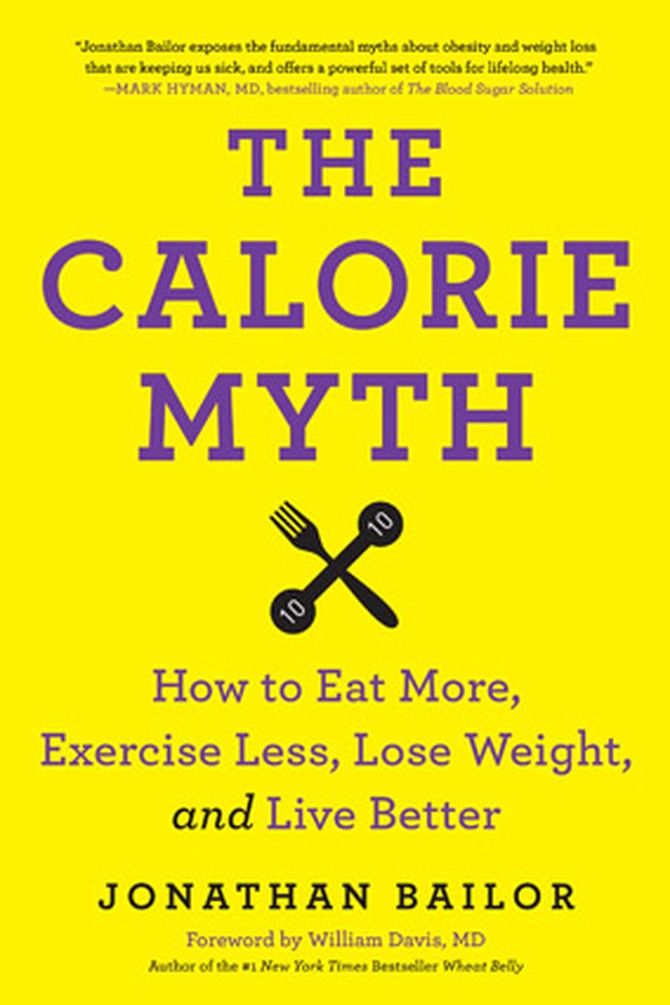 “Jonathan Bailor exposes the fundamental myths about obesity and weight loss
that are keeping us sick, and offers a powerful set of tools for lifelong health.”
—MARK HYMAN, MD, bestselling author of The Blood Sugar Solution
THE
CALORIE
MYTH
10
10
How to Eat More,
Exercise Less, Lose Weight,
and Live Better
JONATHAN BAILOR
Foreword by William Davis, MD
Author of the #1 New York Times Bestseller Wheat Belly